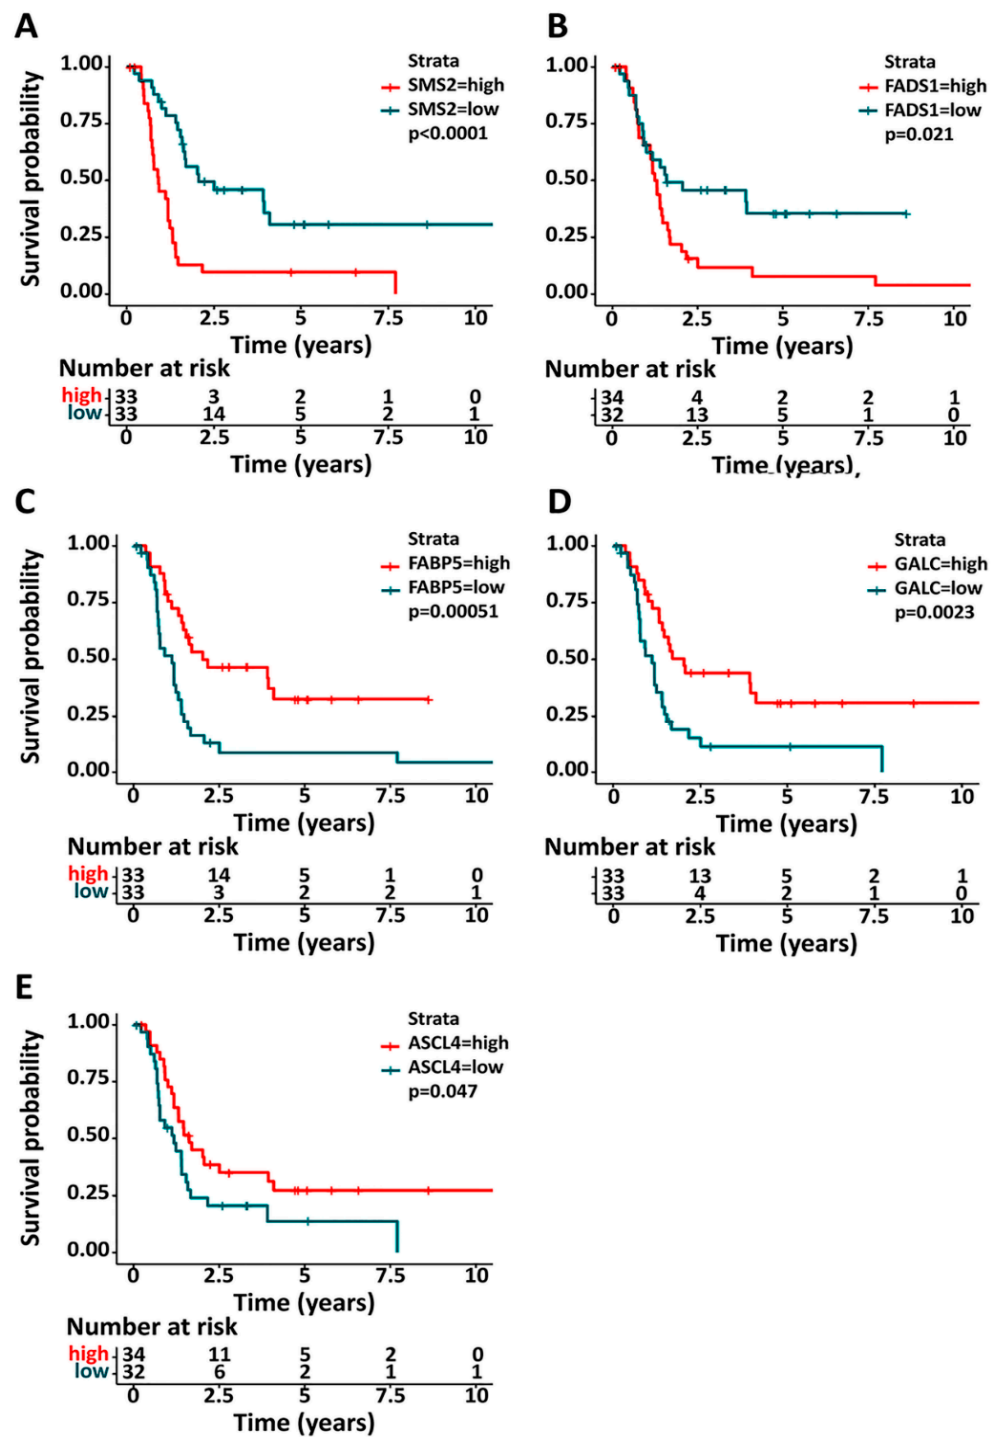 A
Survival probability
1.00
0.75
0.50
0.25
0.00
Strata
SMS2=high
SMS2=low
p<0.0001
0 2.5 5 7.5 10
Time (years)
Number at risk
high 33 3 2 1 0
low 33 14 5 2 1
0 2.5 5 7.5 10
Time (years)
B
1.00
0.75
0.50
0.25
0.00
Strata
FADS1=high
FADS1=low
p=0.021
0 2.5 5 7.5 10
Time (years)
34 4 2 2 1
32 13 5 1 0
0 2.5 5 7.5 10
Time (years),
C
Survival probability
1.00
0.75
0.50
0.25
0.00
Strata
FABP5=high
FABP5=low
p=0.00051
0 2.5 5 7.5 10
Time (years)
Number at risk
high 33 14 5 1 0
low 33 3 2 2 1
0 2.5 5 7.5 10
Time (years)
D
1.00
0.75
0.50
0.25
0.00
Strata
GALC=high
GALC=low
p=0.0023
0 2.5 5 7.5 10
Time (years)
Number at risk
33 13 5 2 1
33 4 2 1 0
0 2.5 5 7.5 10
Time (years)
E
Survival probability
1.00
0.75
0.50
0.25
0.00
Strata
ASCL4=high
ASCL4=low
p=0.047
0 2.5 5 7.5 10
Time (years)
Number at risk
high 34 11 5 2 0
low 32 6 2 1 1
0 2.5 5 7.5 10
Time (years)